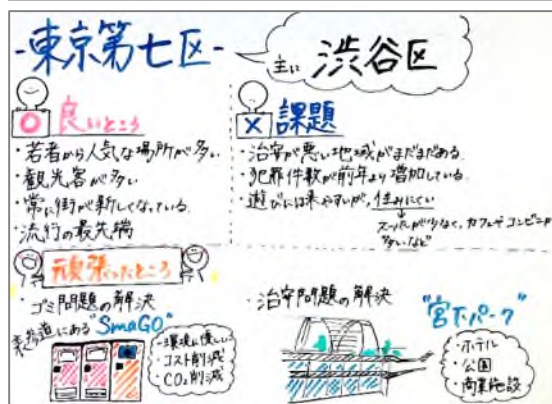 -東京第七区-
主に 渋谷区
○ 良いところ
・若者から人気な場所が多い
・観光客が多い
・常に街が新しくなっている
・流行の最先端
× 課題
・治安が悪い地域がまだまだある
・犯罪件数が前年より増加している
・遊びには来やすいが、住みにくい
スーパーが少なく、カフェやコンビニが
多いなど
頑張ったところ
・ゴミ問題の解決
表参道にある"SmaGO"
・環境に優しい
・コスト削減
・CO2削減
・治安問題の解決
"宮下パーク"
・ホテル
・公園
・商業施設